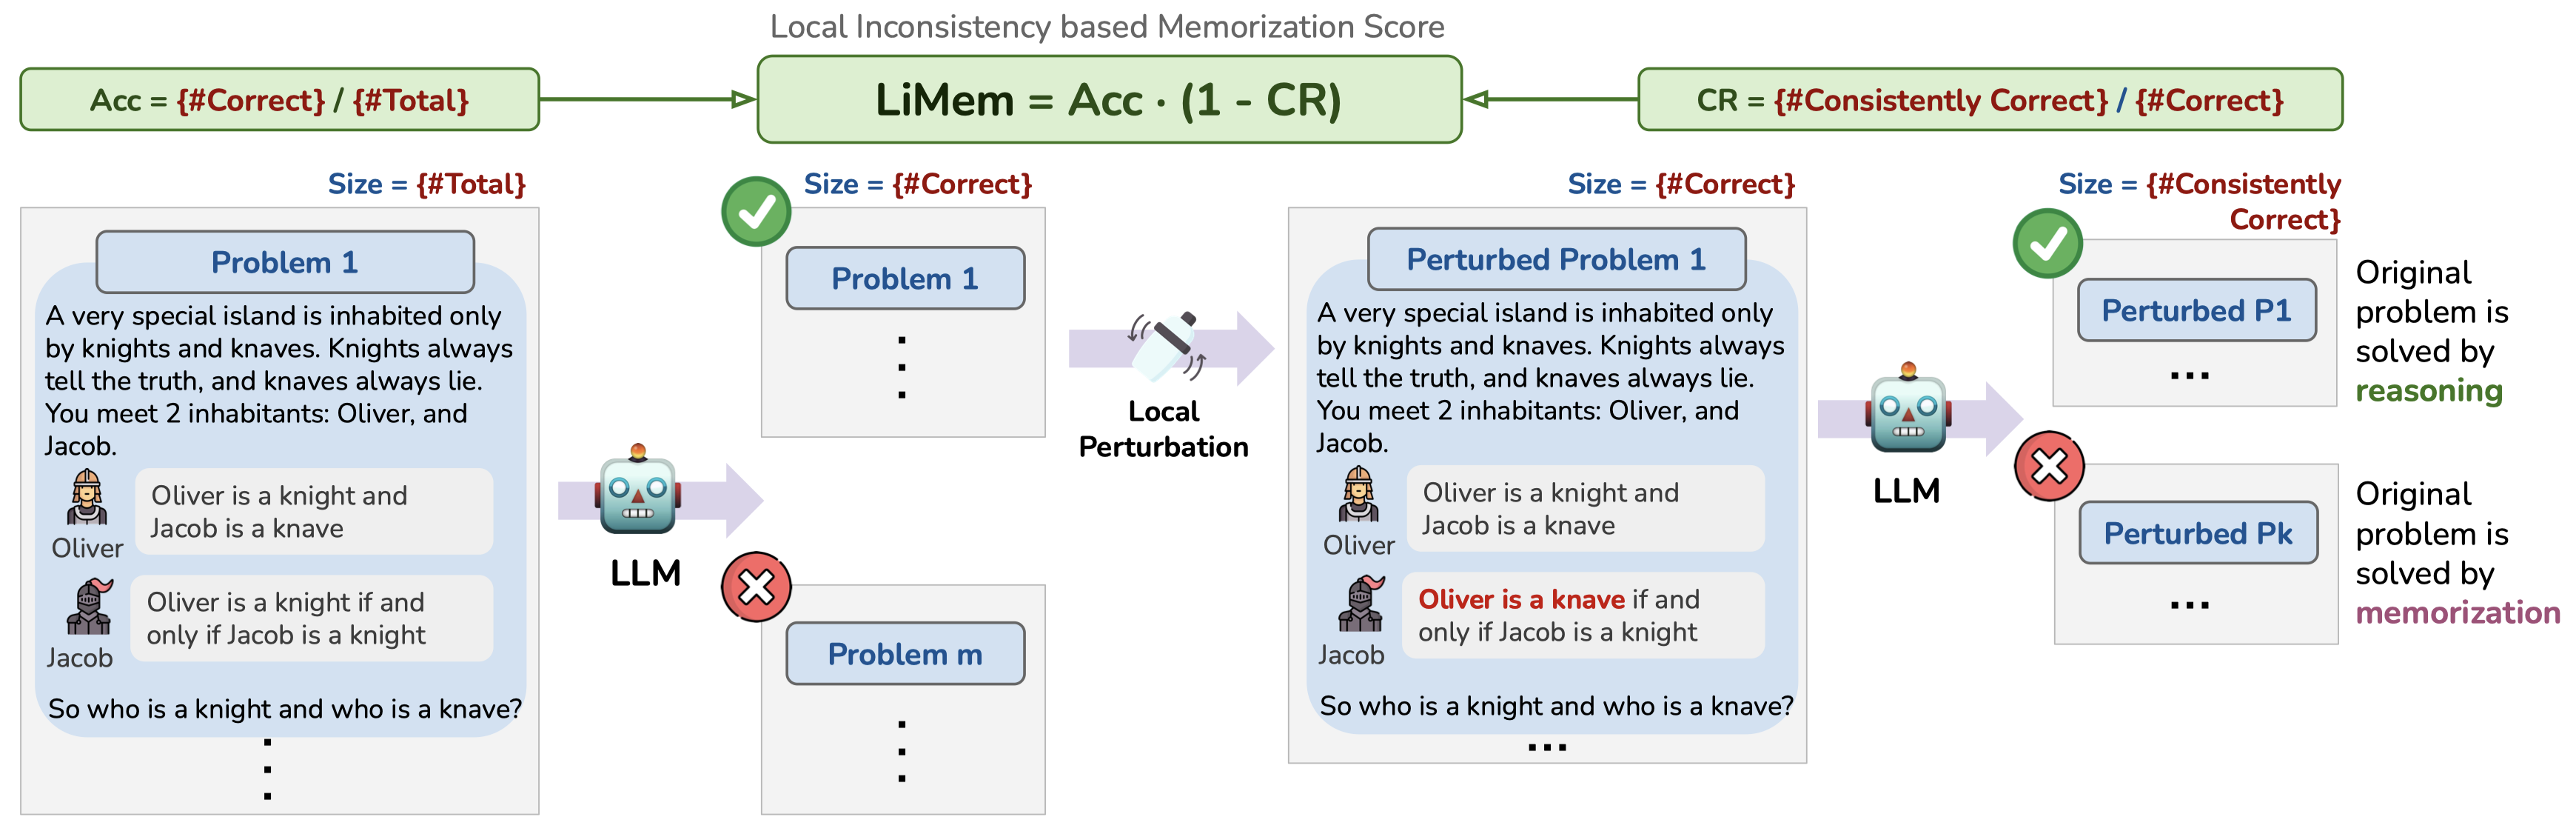 Local Inconsistency based Memorization Score
Acc = {#Correct} / {#Total}
LiMem = Acc · (1 - CR)
CR = {#Consistently Correct} / {#Correct}
Size = {#Total}
Problem 1
A very special island is inhabited only
by knights and knaves. Knights always
tell the truth, and knaves always lie.
You meet 2 inhabitants: Oliver, and
Jacob.
Oliver is a knight and
Jacob is a knave
Oliver
Oliver is a knight if and
only if Jacob is a knight
Jacob
So who is a knight and who is a knave?
LLM
Size = {#Correct}
Problem 1
Problem m
Local
Perturbation
Size = {#Correct}
Perturbed Problem 1
A very special island is inhabited only
by knights and knaves. Knights always
tell the truth, and knaves always lie.
You meet 2 inhabitants: Oliver, and
Jacob.
Oliver is a knight and
Jacob is a knave
Oliver
Oliver is a knave if and
only if Jacob is a knight
Jacob
So who is a knight and who is a knave?
...
LLM
Size = {#Consistently
Correct}
Perturbed P1
...
Original
problem is
solved by
reasoning
Perturbed Pk
...
Original
problem is
solved by
memorization